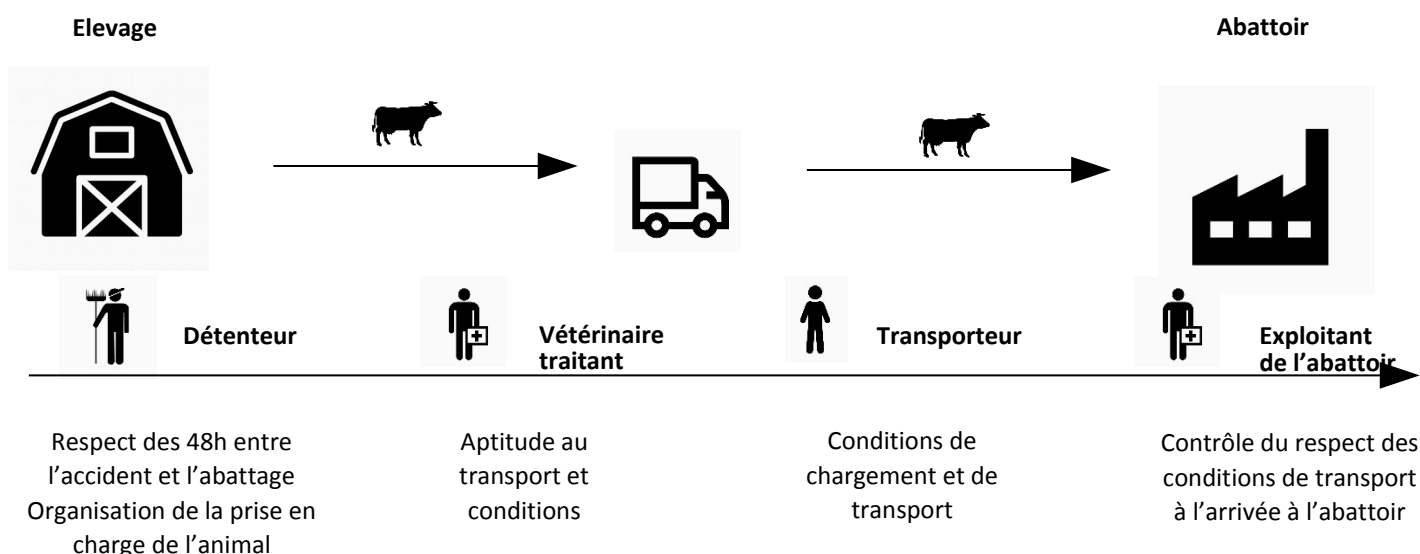 Elevage
Abattoir
Détenteur
Vétérinaire
traitant
Transporteur
Exploitant
de l’abattoir
Respect des 48h entre
l’accident et l’abattage
Organisation de la prise en
charge de l’animal
Aptitude au
transport et
conditions
Conditions de
chargement et de
transport
Contrôle du respect des
conditions de transport
à l’arrivée à l’abattoir